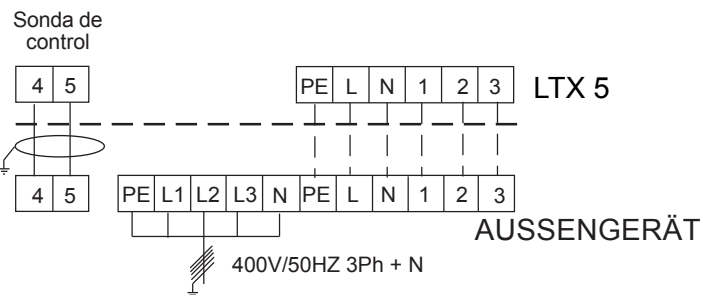 Sonda de
control
4 5
PE L N 1 2 3 LTX 5
4 5
PE L1 L2 L3 N PE L N 1 2 3
AUSSENGERÄT
400V/50HZ 3Ph + N